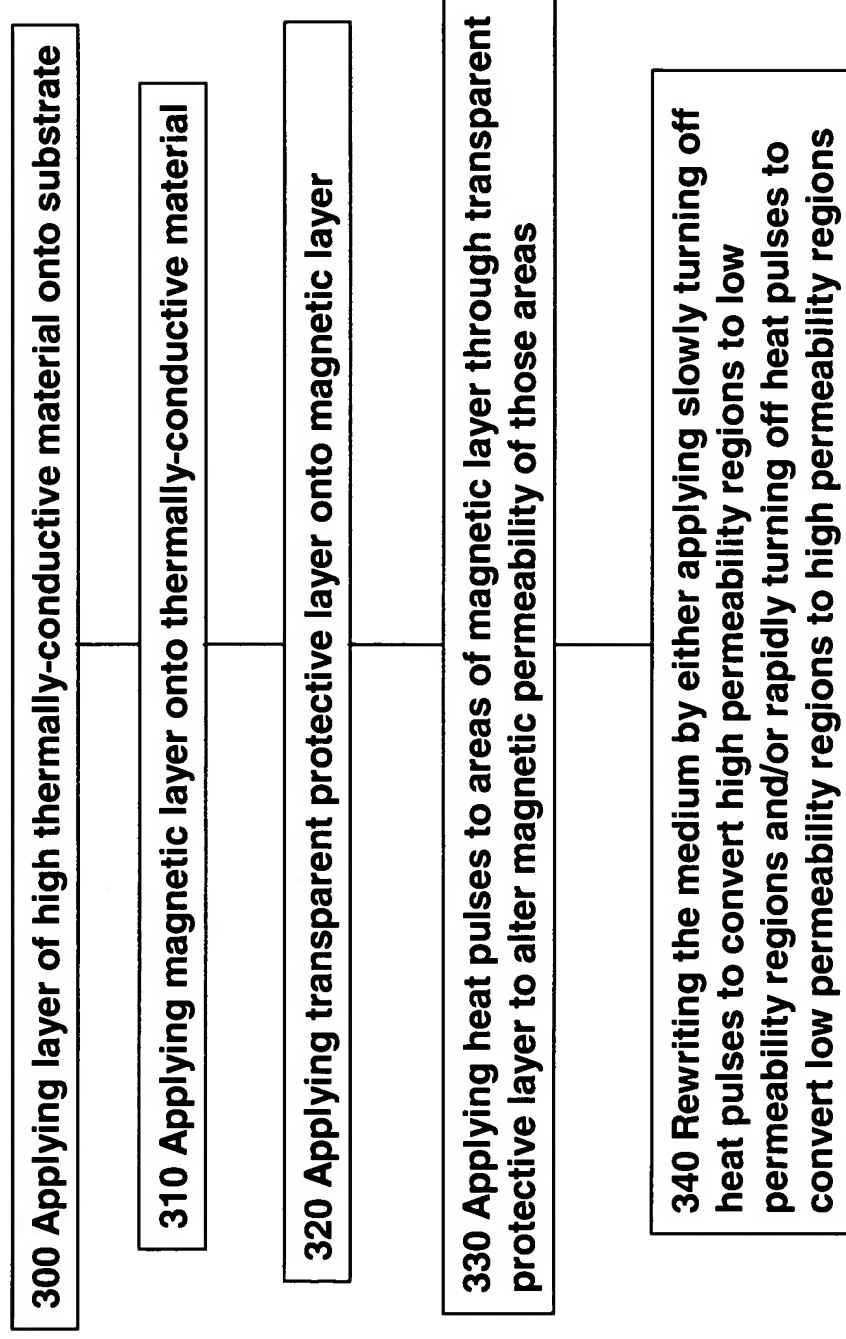 300 Applying layer of high thermally-conductive material onto substrate
310 Applying magnetic layer onto thermally-conductive material
320 Applying transparent protective layer onto magnetic layer
330 Applying heat pulses to areas of magnetic layer through transparent
protective layer to alter magnetic permeability of those areas
340 Rewriting the medium by either applying slowly turning off
heat pulses to convert high permeability regions to low
permeability regions and/or rapidly turning off heat pulses to
convert low permeability regions to high permeability regions